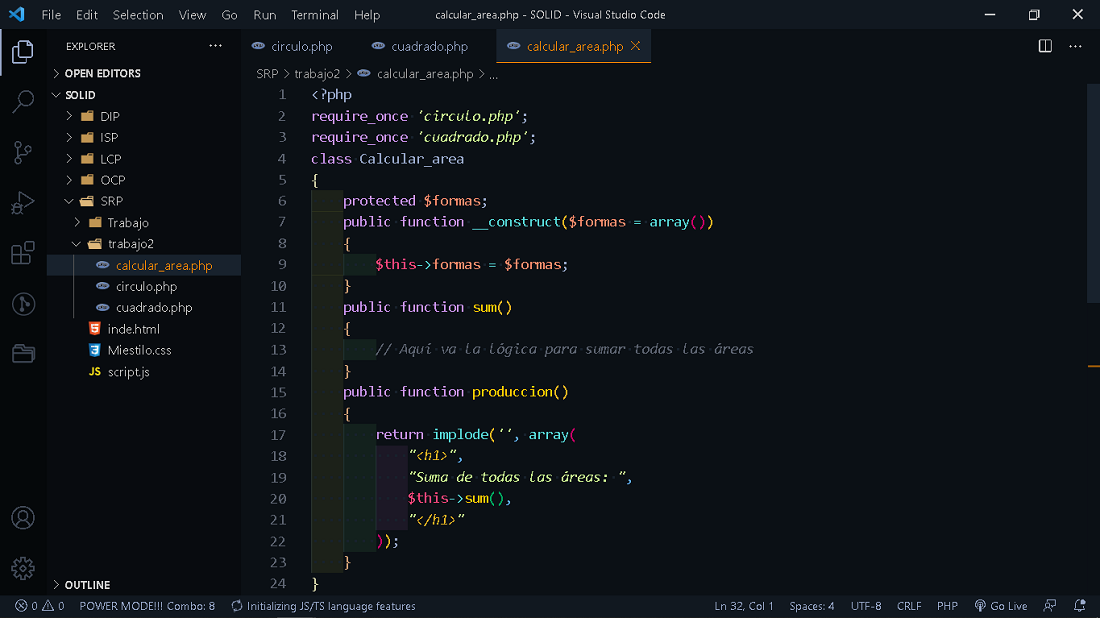 File Edit Selection View Go Run Terminal Help calcular_area.php - SOLID - Visual Studio Code
EXPLORER
OPEN EDITORS
SOLID
DIP
ISP
LCP
OCP
SRP
Trabajo
trabajo2
calcular_area.php
circulo.php
cuadrado.php
inde.html
Miestilo.css
JS script.js
OUTLINE
circulo.php cuadrado.php calcular_area.php
SRP > trabajo2 > calcular_area.php > ...
1 <?php
2 require_once 'circulo.php';
3 require_once 'cuadrado.php';
4 class Calcular_area
5 {
6 protected $formas;
7 public function __construct($formas = array())
8 {
9 $this->formas = $formas;
10 }
11 public function sum()
12 {
13 // Aquí va la lógica para sumar todas las áreas
14 }
15 public function produccion()
16 {
17 return implode('', array(
18 "<h1>",
19 "Suma de todas las áreas: ",
20 $this->sum(),
21 "</h1>"
22 ));
23 }
24 }
0 0 POWER MODE!!! Combo: 8 Initializing JS/TS language features Ln 32, Col 1 Spaces: 4 UTF-8 CRLF PHP Go Live